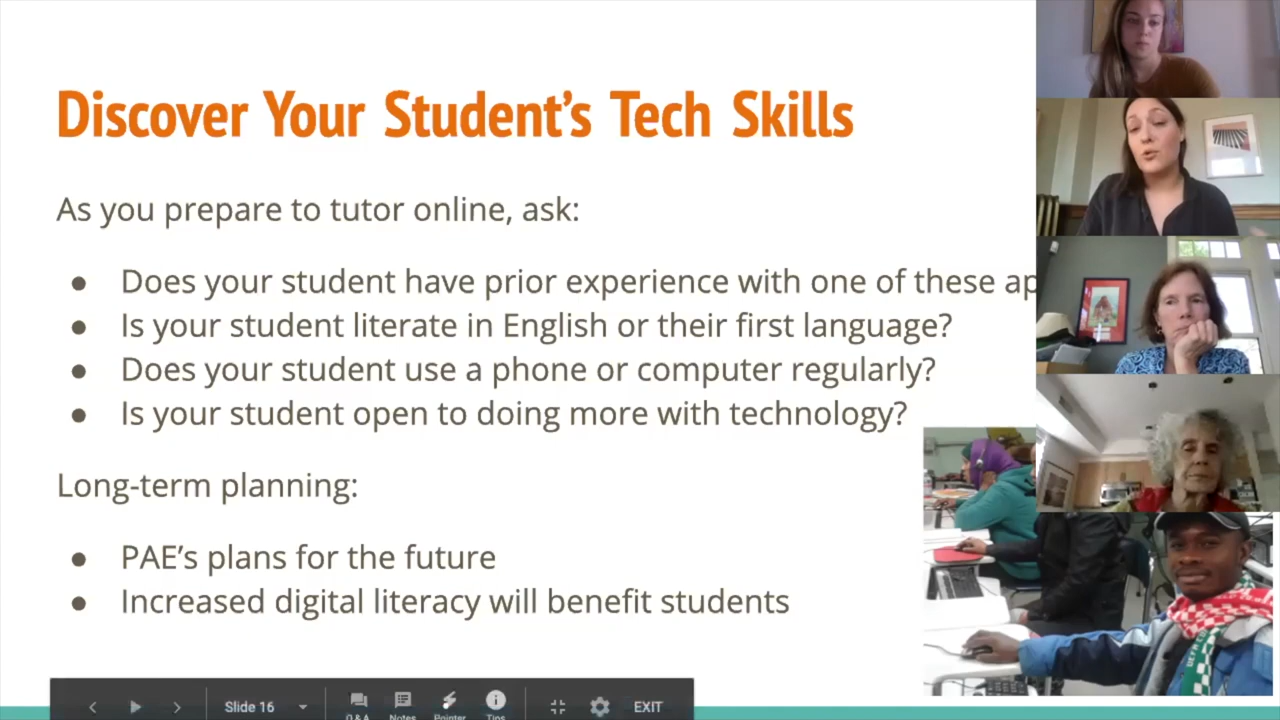 Discover Your Student's Tech Skills
As you prepare to tutor online, ask:
● Does your student have prior experience with one of these ap
● Is your student literate in English or their first language?
● Does your student use a phone or computer regularly?
● Is your student open to doing more with technology?
Long-term planning:
● PAE's plans for the future
● Increased digital literacy will benefit students
Slide 16
Q&A Notes Pointer Tips EXIT